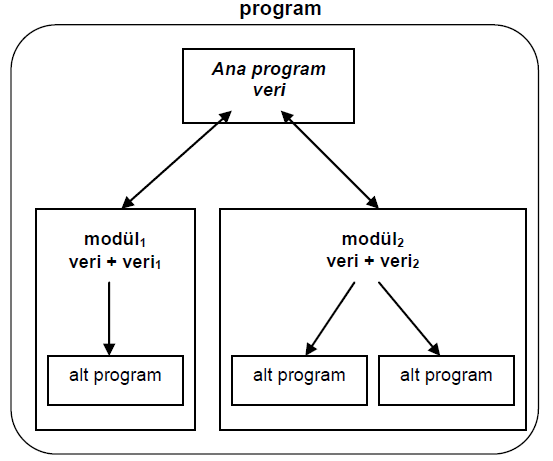 program
Ana program
veri
modül₁
veri + veri₁
alt program
modül₂
veri + veri₂
alt program
alt program